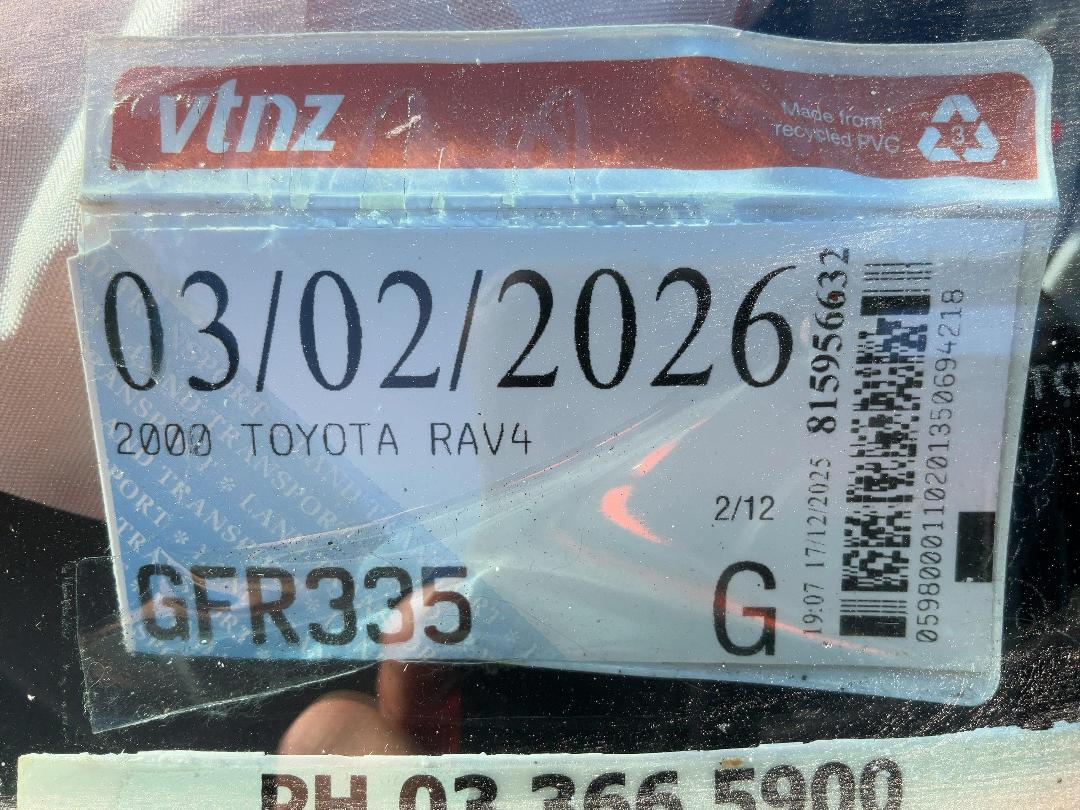 vtnz
Made from
recycled PVC
3
03/02/2026
2000 TOYOTA RAV4
2/12
GFR335
G
19:07 17/12/2025 815956632
0598000110201350694218
PH 03 366 5900